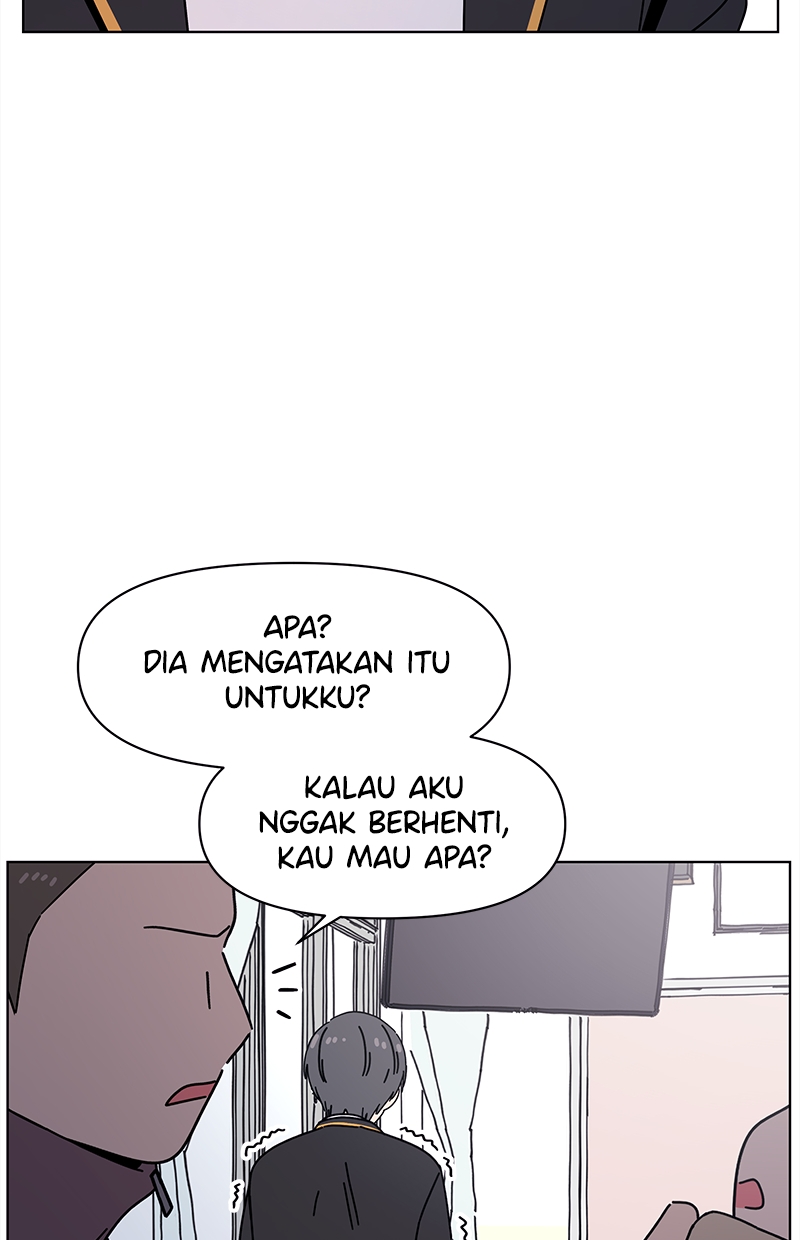 APA?
DIA MENGATAKAN ITU
UNTUKKU?
KALAU AKU
NGGAK BERHENTI,
KAU MAU APA?